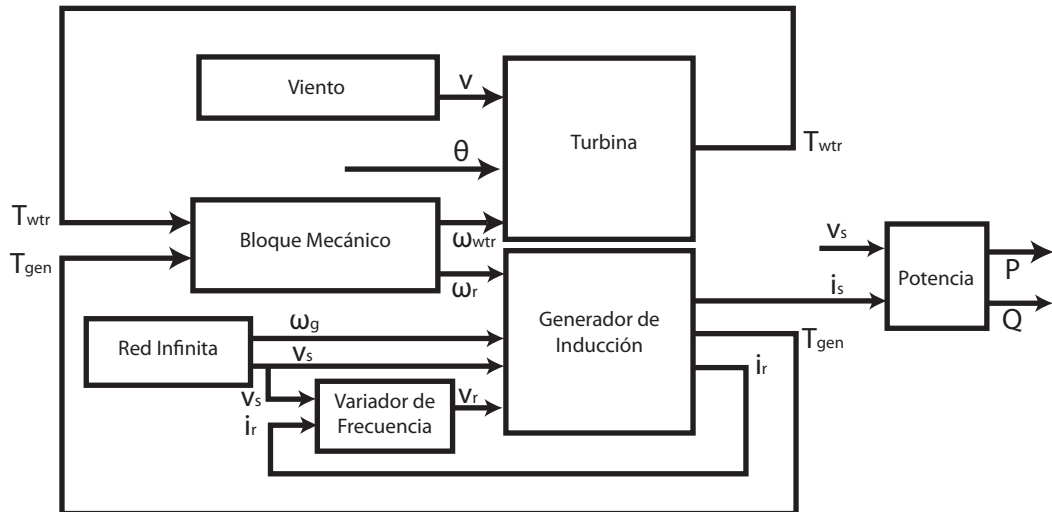 Viento
v
Turbina
θ
Twtr
Twtr
Bloque Mecánico
ωwtr
Tgen
ωr
vs
Potencia
P
is
Q
Red Infinita
ωg
Generador de
Inducción
Tgen
vs
ir
vs
Variador de
Frecuencia
vr
ir